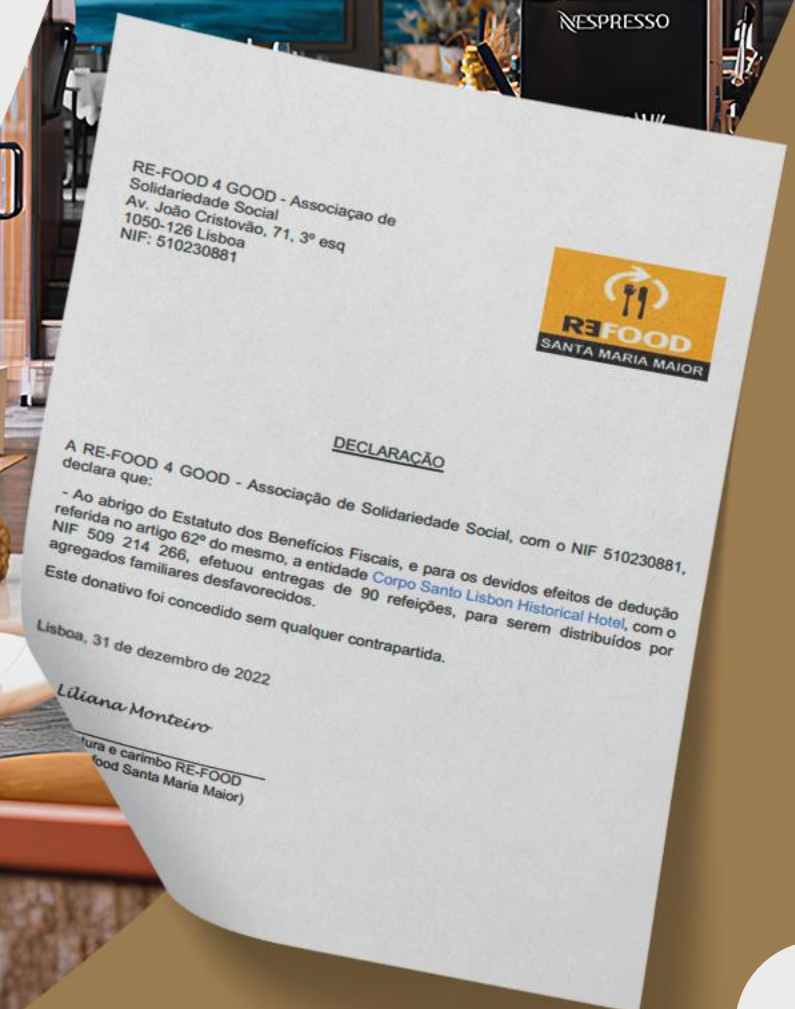 NESPRESSO
RE-FOOD 4 GOOD - Associaçao de
Solidariedade Social
Av. João Cristovão, 71, 3º esq
1050-126 Lisboa
NIF: 510230881
REFOOD
SANTA MARIA MAIOR
DECLARAÇÃO
A RE-FOOD 4 GOOD - Associação de Solidariedade Social, com o NIF 510230881,
declara que:
- Ao abrigo do Estatuto dos Benefícios Fiscais, e para os devidos efeitos de dedução
referida no artigo 62º do mesmo, a entidade Corpo Santo Lisbon Historical Hotel, com o
NIF 509 214 266, efetuou entregas de 90 refeições, para serem distribuídos por
agregados familiares desfavorecidos.
Este donativo foi concedido sem qualquer contrapartida.
Lisboa, 31 de dezembro de 2022
Liliana Monteiro
tura e carimbo RE-FOOD
food Santa Maria Maior)